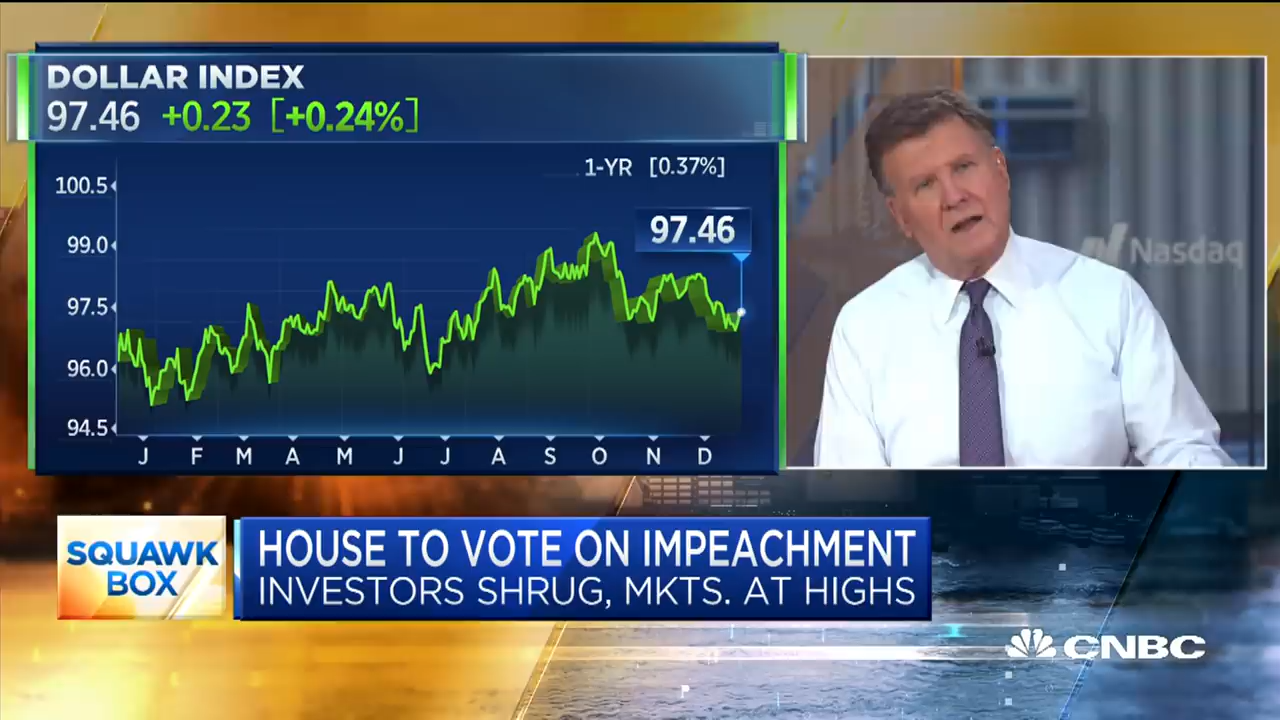 DOLLAR INDEX
97.46 +0.23 [+0.24%]
1-YR [0.37%]
97.46
100.5
99.0
97.5
96.0
94.5
J F M A M J J A S O N D
Nasdaq
SQUAWK
BOX
HOUSE TO VOTE ON IMPEACHMENT
INVESTORS SHRUG, MKTS. AT HIGHS
CNBC